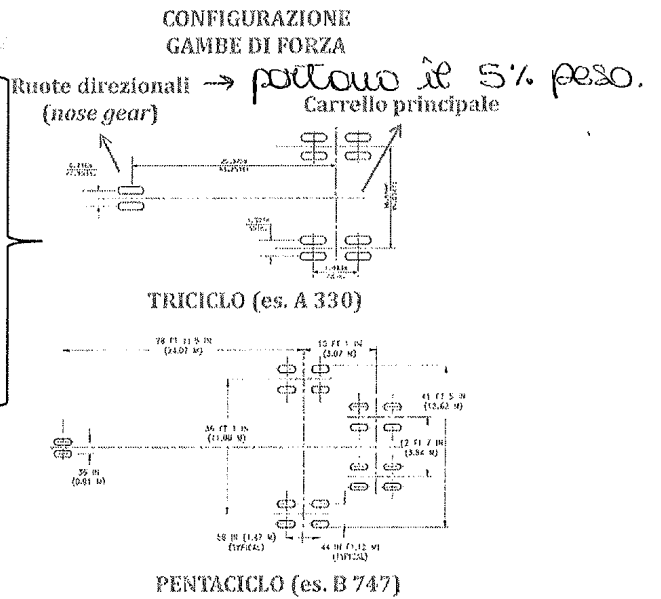 CONFIGURAZIONE
GAMBE DI FORZA
Ruote direzionali → portano il 5% peso.
(nose gear)
Carrello principale
TRICICLO (es. A 330)
78 FT 11.5 IN
(24.07 M)
10 FT 1 IN
(3.07 M)
41 FT 5 IN
(12.62 M)
36 FT 1 IN
(11.00 M)
12 FT 7 IN
(3.84 M)
36 IN
(0.91 M)
58 IN (1.47 M)
(TYPICAL)
44 IN (1.12 M)
(TYPICAL)
PENTACICLO (es. B 747)